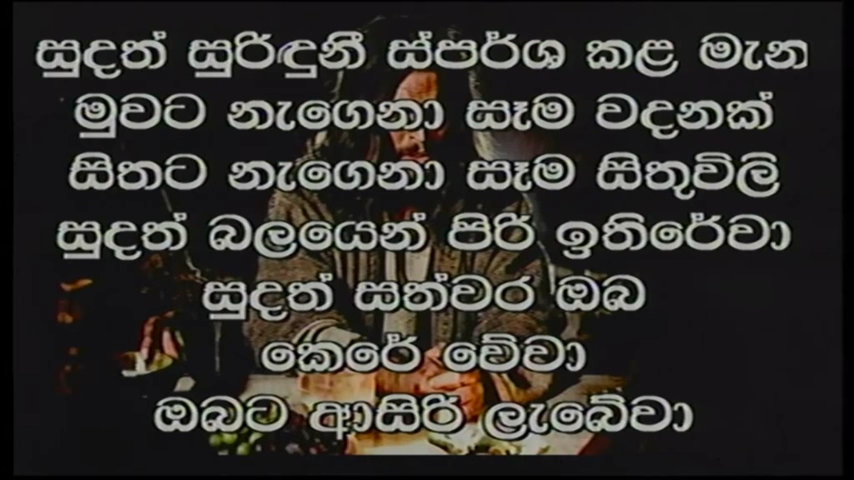 සුදත් සුරිඳුනී ස්පර්ශ කළ මැන
මුවට නැගෙනා සෑම වදනක්
සිතට නැගෙනා සෑම සිතුවිලි
සුදත් බලයෙන් පිරි ඉතිරේවා
සුදත් සත්වර ඔබ
කෙරේ වේවා
ඔබට ආසිරි ලැබේවා